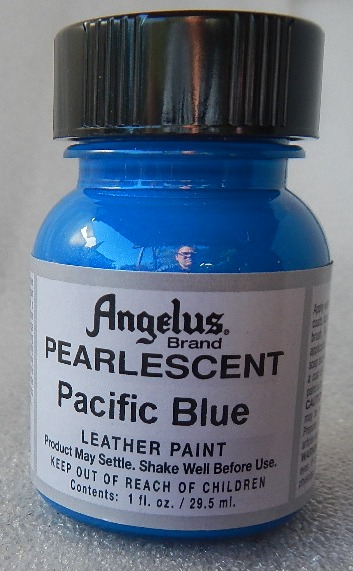 Angelus®
Brand
PEARLESCENT
Pacific Blue
LEATHER PAINT
Product May Settle. Shake Well Before Use.
KEEP OUT OF REACH OF CHILDREN
Contents: 1 fl. oz. / 29.5 ml.